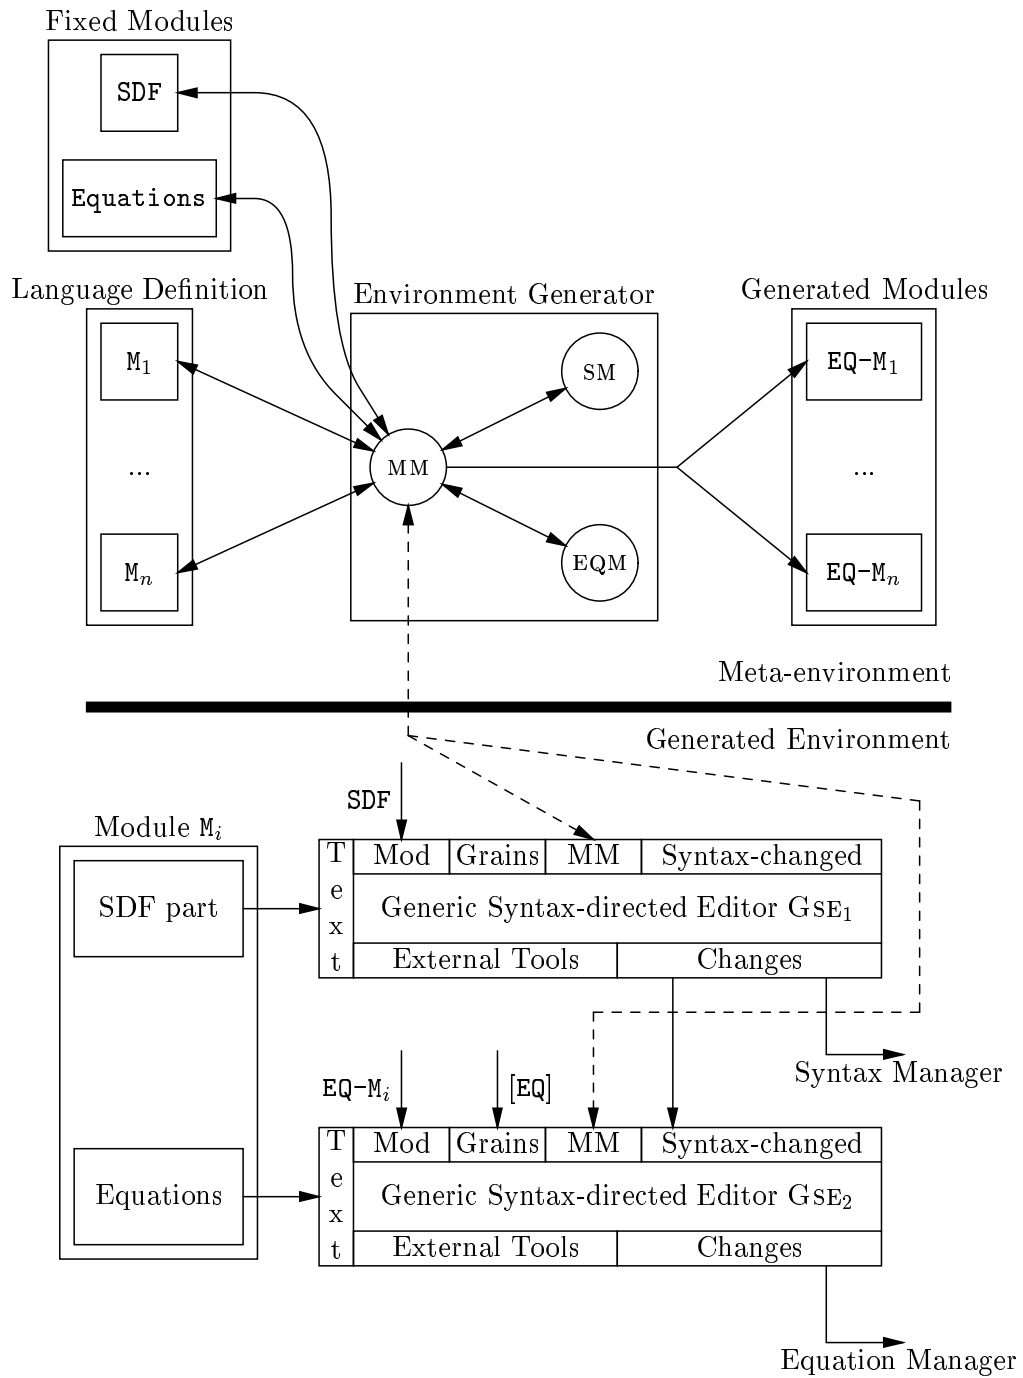 Fixed Modules
SDF
Equations
Language Definition
Environment Generator
Generated Modules
M1
SM
EQ-M1
...
MM
...
Mn
EQM
EQ-Mn
Meta-environment
Generated Environment
SDF
Module Mi
Text
Mod
Grains
MM
Syntax-changed
SDF part
Generic Syntax-directed Editor GSE1
External Tools
Changes
Syntax Manager
EQ-Mi
[EQ]
Text
Mod
Grains
MM
Syntax-changed
Equations
Generic Syntax-directed Editor GSE2
External Tools
Changes
Equation Manager